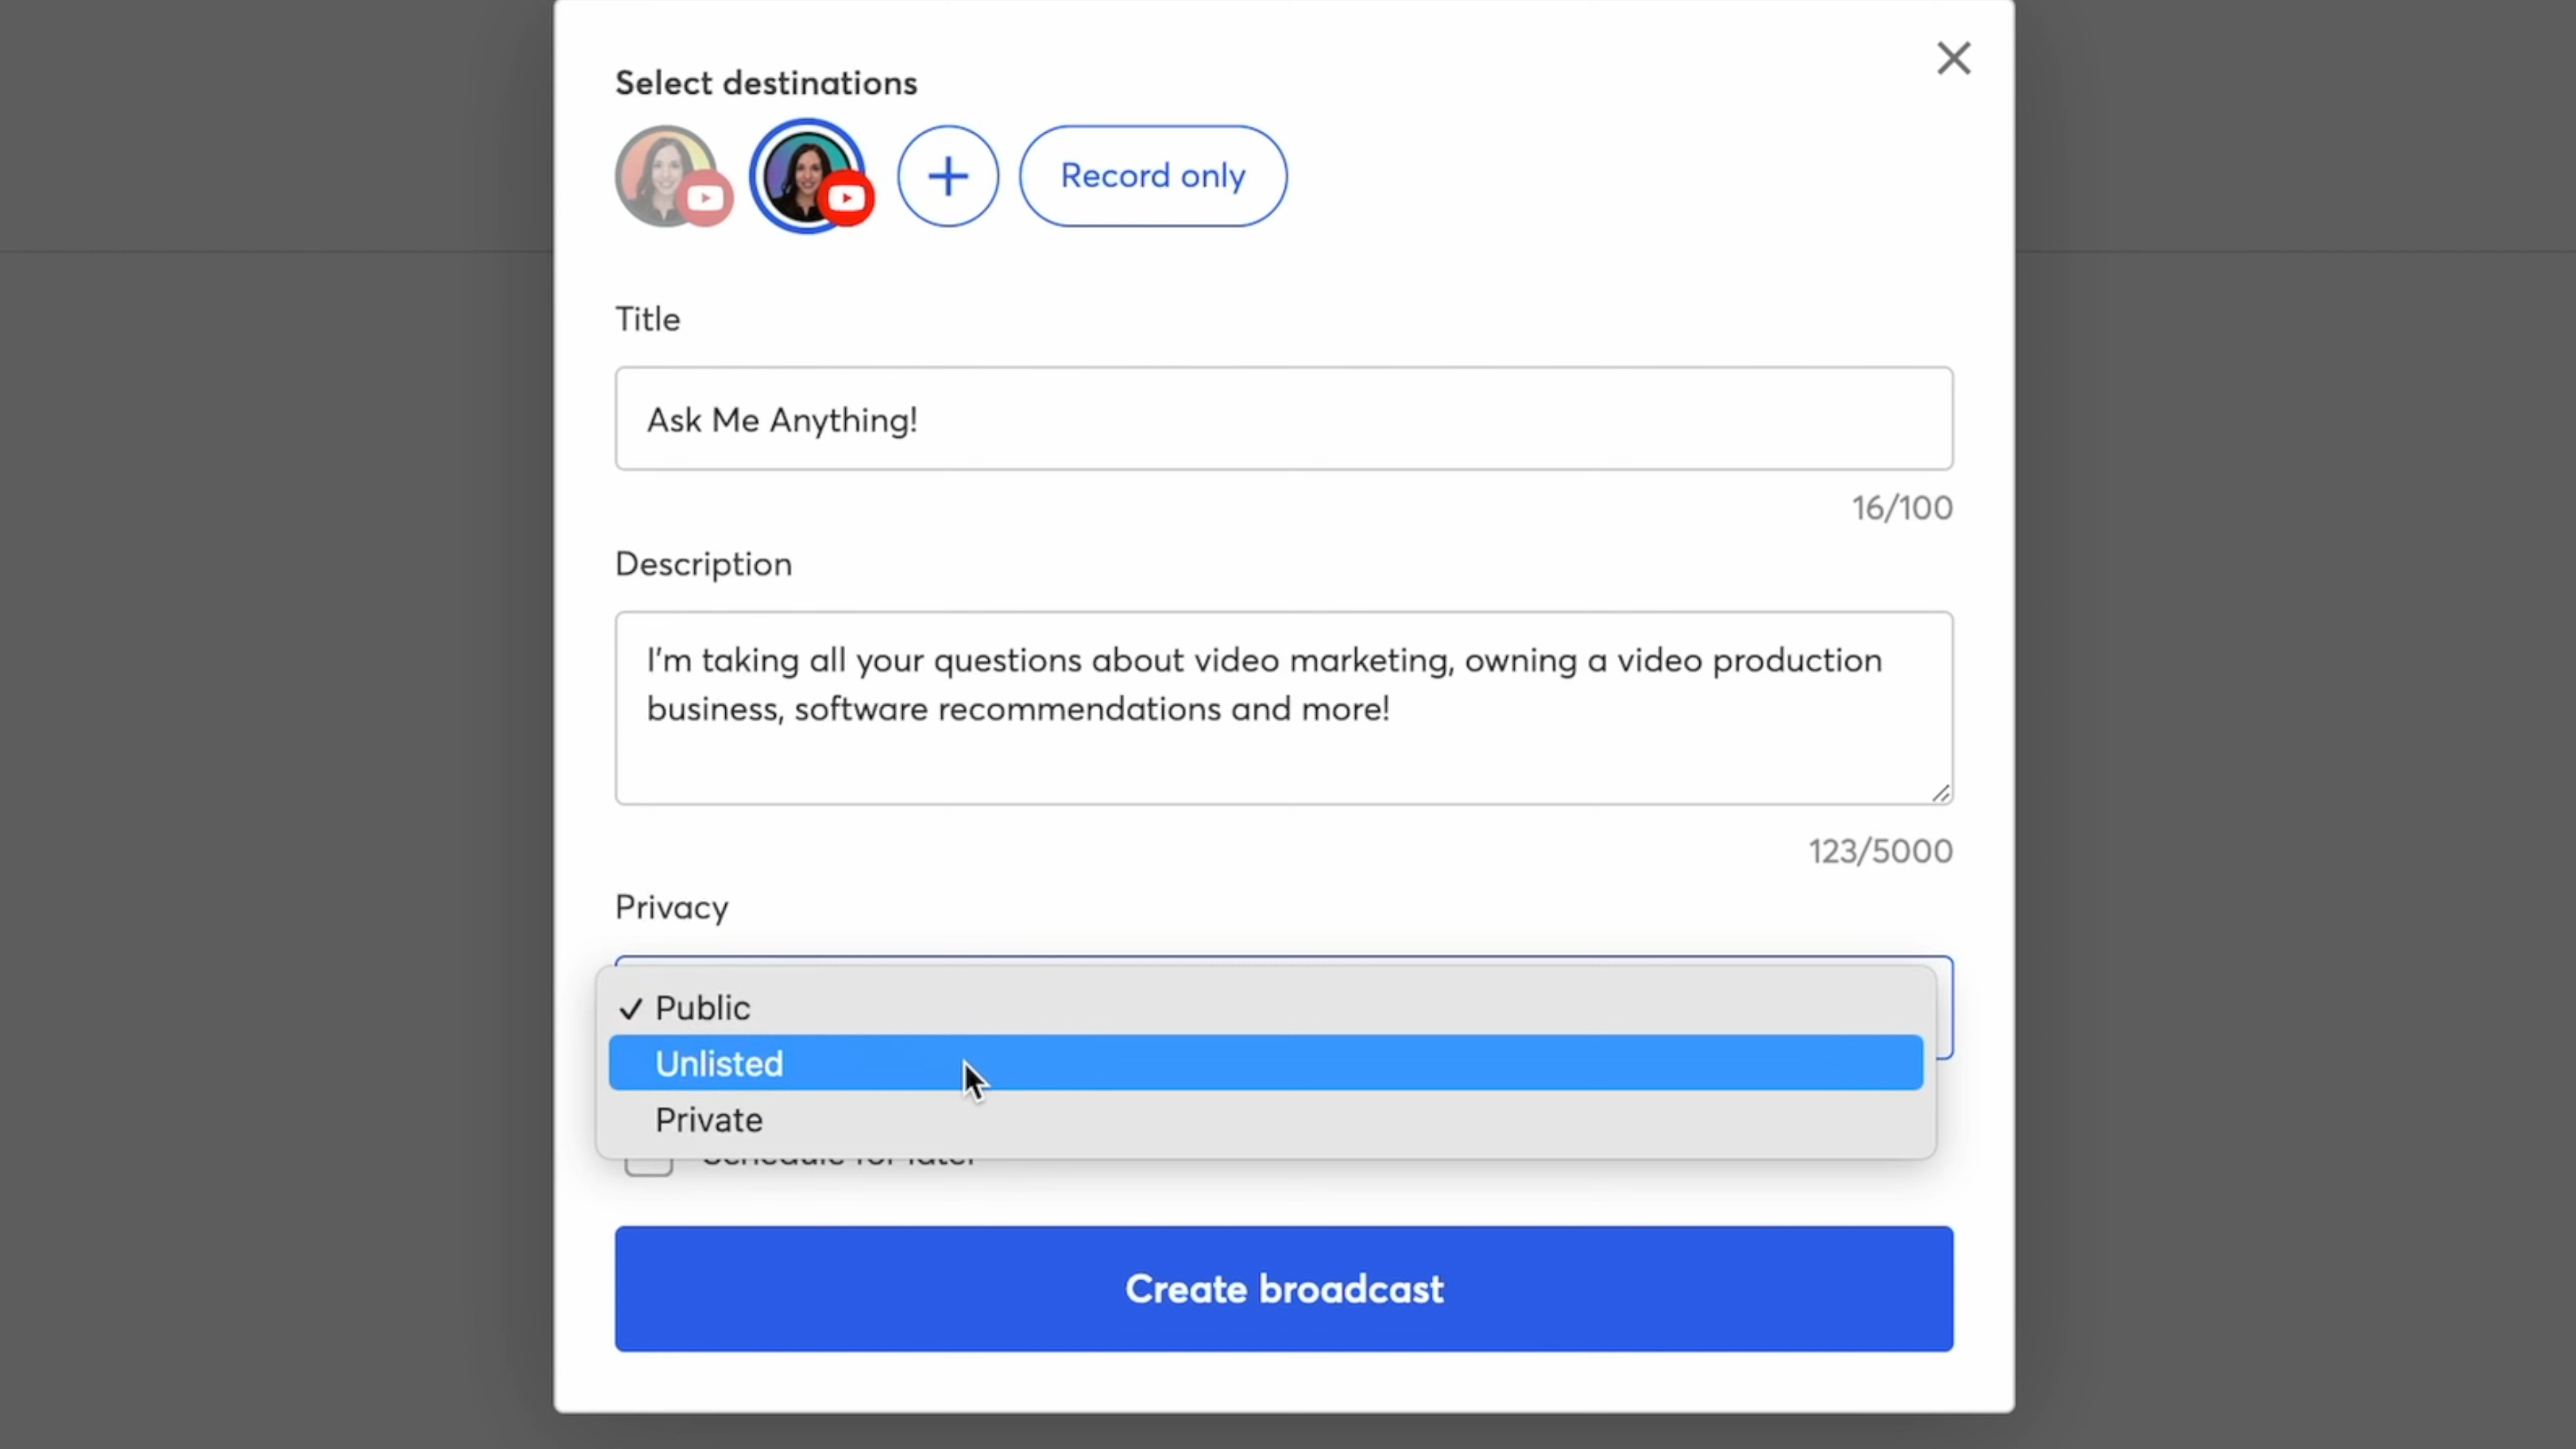 Select destinations
Record only
Title
Ask Me Anything!
16/100
Description
I'm taking all your questions about video marketing, owning a video production
business, software recommendations and more!
123/5000
Privacy
✓ Public
Unlisted
Private
Schedule for later
Create broadcast